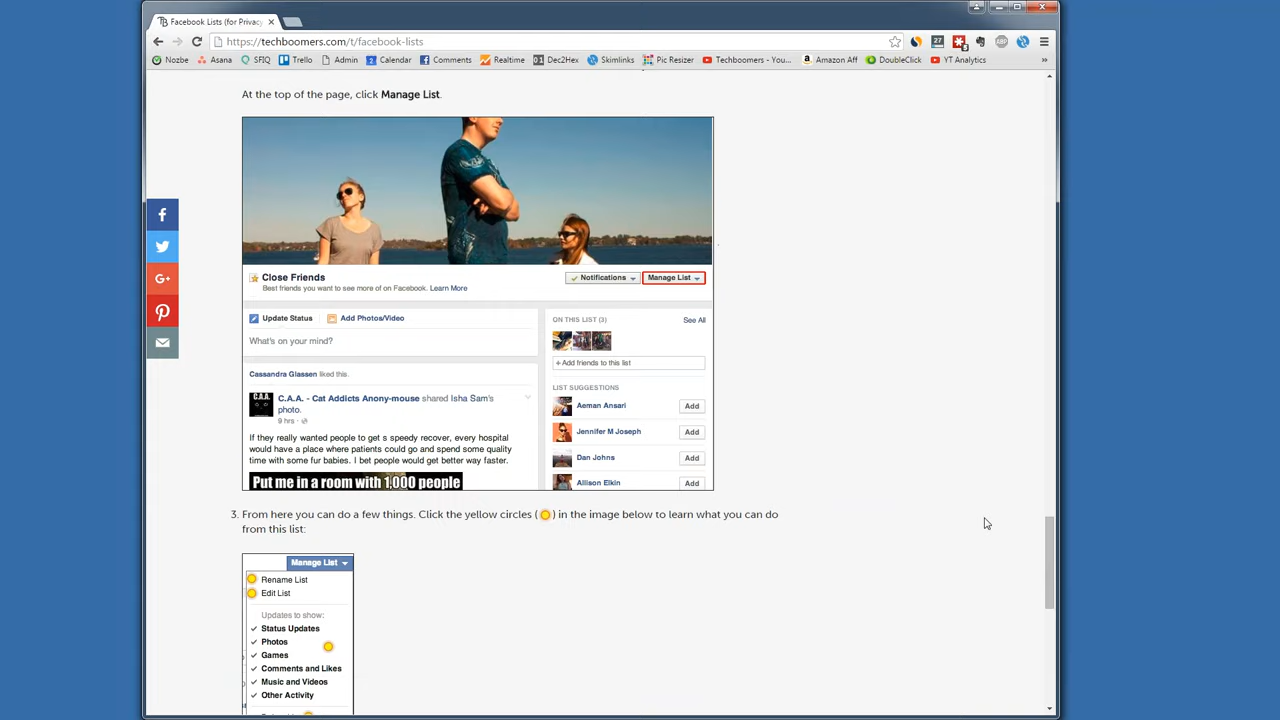 Facebook Lists (for Privacy
https://techboomers.com/t/facebook-lists
27
ABP
Nozbe Asana SFIQ Trello Admin Calendar Comments Realtime Dec2Hex Skimlinks Pic Resizer Techboomers - You... Amazon Aff DoubleClick YT Analytics »
At the top of the page, click Manage List.
Close Friends
Notifications
Manage List
Best friends you want to see more of on Facebook. Learn More
Update Status
Add Photos/Video
What's on your mind?
Cassandra Glassen liked this.
C.A.A. - Cat Addicts Anony-mouse shared Isha Sam's
photo.
9 hrs ·
If they really wanted people to get s speedy recover, every hospital
would have a place where patients could go and spend some quality
time with some fur babies. I bet people would get better way faster.
Put me in a room with 1,000 people
ON THIS LIST (3)
See All
+ Add friends to this list
LIST SUGGESTIONS
Aeman Ansari Add
Jennifer M Joseph Add
Dan Johns Add
Allison Elkin Add
3. From here you can do a few things. Click the yellow circles ( ) in the image below to learn what you can do
from this list:
Manage List
Rename List
Edit List
Updates to show:
Status Updates
Photos
Games
Comments and Likes
Music and Videos
Other Activity